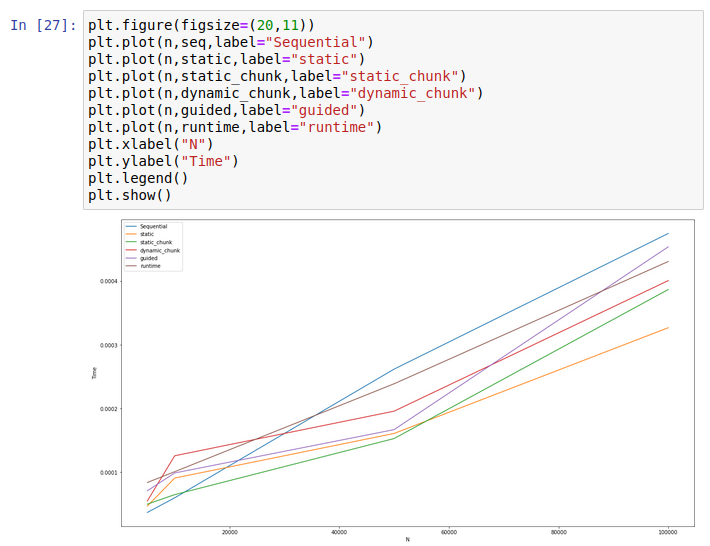 In [27]:
plt.figure(figsize=(20,11))
plt.plot(n,seq,label="Sequential")
plt.plot(n,static,label="static")
plt.plot(n,static_chunk,label="static_chunk")
plt.plot(n,dynamic_chunk,label="dynamic_chunk")
plt.plot(n,guided,label="guided")
plt.plot(n,runtime,label="runtime")
plt.xlabel("N")
plt.ylabel("Time")
plt.legend()
plt.show()
Sequential
static
static_chunk
dynamic_chunk
guided
runtime
0.0004
0.0003
0.0002
0.0001
Time
20000 40000 60000 80000 100000
N